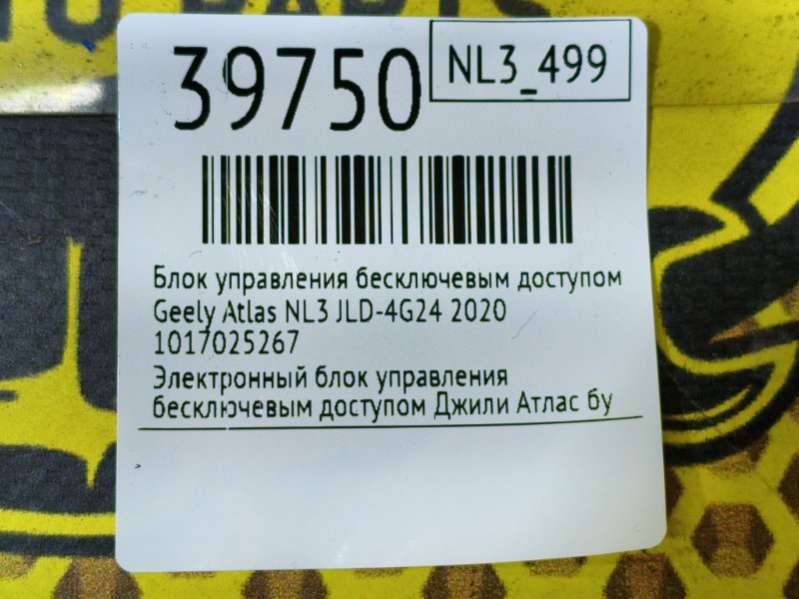 39750
NL3_499
Блок управления бесключевым доступом
Geely Atlas NL3 JLD-4G24 2020
1017025267
Электронный блок управления
бесключевым доступом Джили Атлас бу